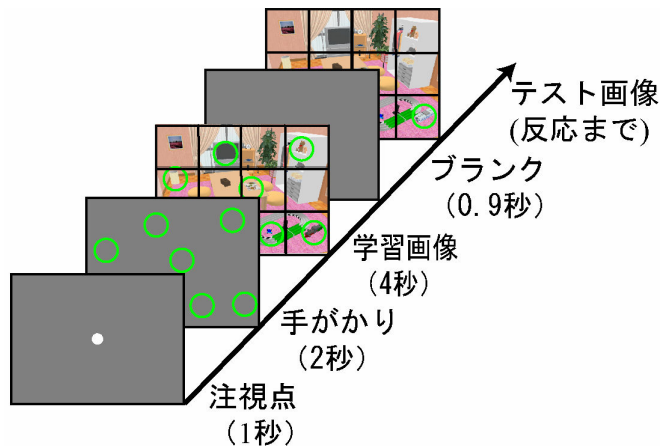 テスト画像
(反応まで)
ブランク
(0.9秒)
学習画像
(4秒)
手がかり
(2秒)
注視点
(1秒)